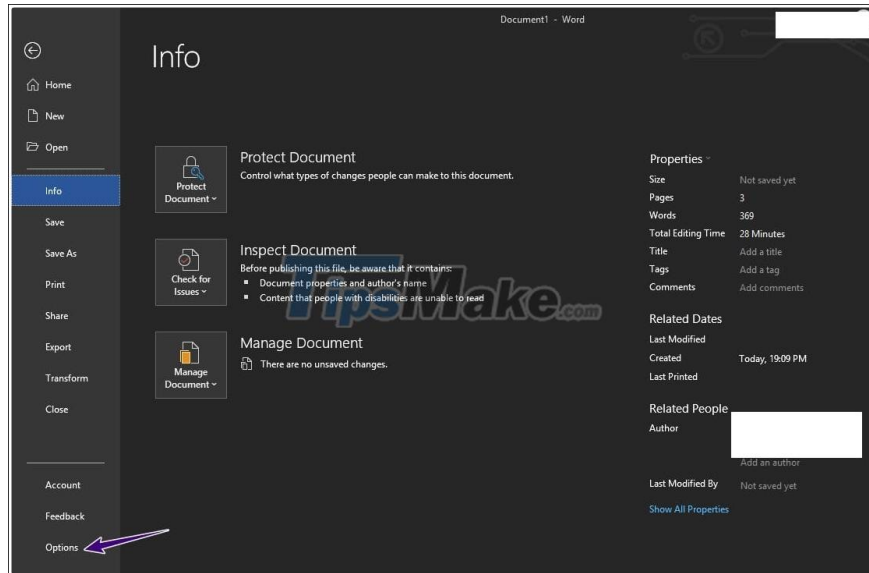 Document1 - Word
Info
Home
New
Open
Info
Save
Save As
Print
Share
Export
Transform
Close
Account
Feedback
Options
Protect
Document
Protect Document
Control what types of changes people can make to this document.
Check for
Issues
Inspect Document
Before publishing this file, be aware that it contains:
Document properties and author's name
Content that people with disabilities are unable to read
TipsMake.com
Manage
Document
Manage Document
There are no unsaved changes.
Properties
Size Not saved yet
Pages 3
Words 369
Total Editing Time 28 Minutes
Title Add a title
Tags Add a tag
Comments Add comments
Related Dates
Last Modified
Created Today, 19:09 PM
Last Printed
Related People
Author
Add an author
Last Modified By Not saved yet
Show All Properties